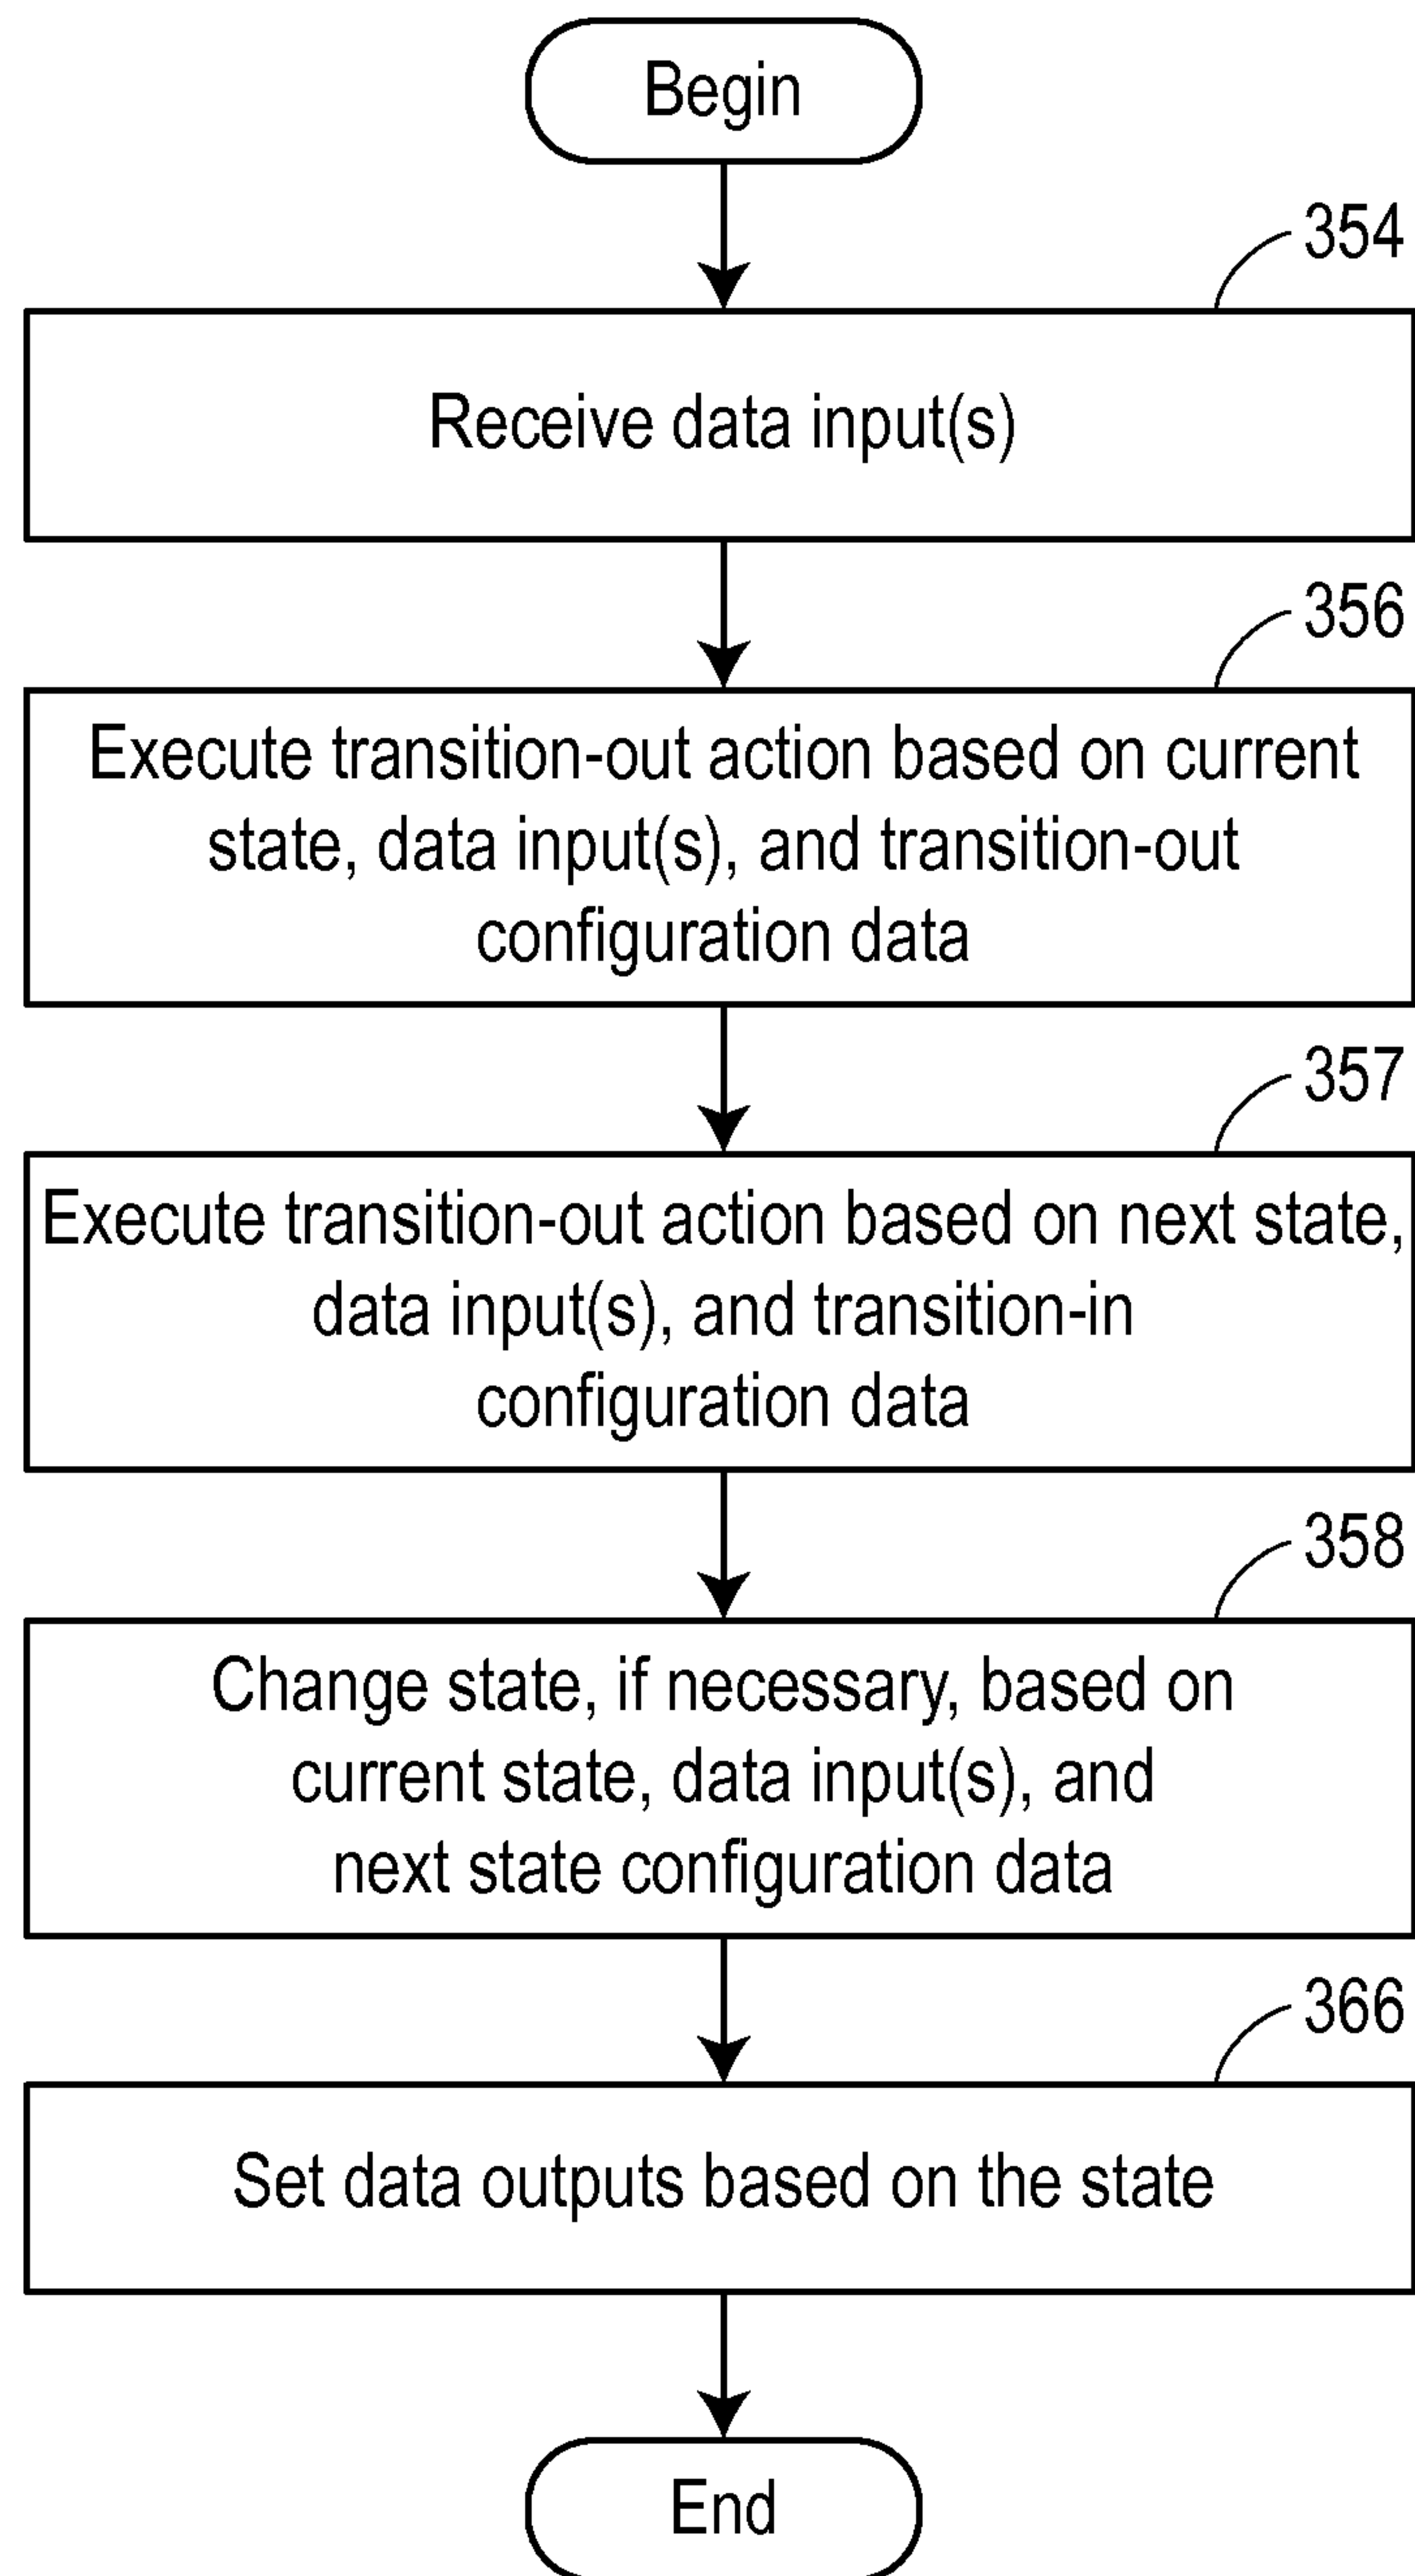 Begin
354
Receive data input(s)
356
Execute transition-out action based on current
state, data input(s), and transition-out
configuration data
357
Execute transition-out action based on next state,
data input(s), and transition-in
configuration data
358
Change state, if necessary, based on
current state, data input(s), and
next state configuration data
366
Set data outputs based on the state
End